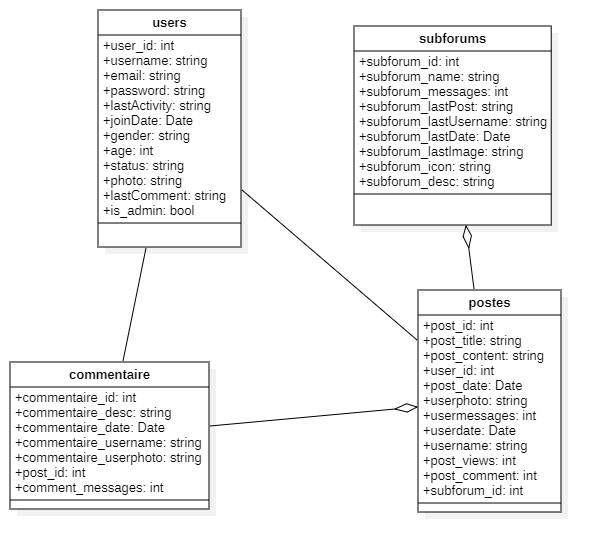 users
+user_id: int
+username: string
+email: string
+password: string
+lastActivity: string
+joinDate: Date
+gender: string
+age: int
+status: string
+photo: string
+lastComment: string
+is_admin: bool
subforums
+subforum_id: int
+subforum_name: string
+subforum_messages: int
+subforum_lastPost: string
+subforum_lastUsername: string
+subforum_lastDate: Date
+subforum_lastImage: string
+subforum_icon: string
+subforum_desc: string
postes
+post_id: int
+post_title: string
+post_content: string
+user_id: int
+post_date: Date
+userphoto: string
+usermessages: int
+userdate: Date
+username: string
+post_views: int
+post_comment: int
+subforum_id: int
commentaire
+commentaire_id: int
+commentaire_desc: string
+commentaire_date: Date
+commentaire_username: string
+commentaire_userphoto: string
+post_id: int
+comment_messages: int